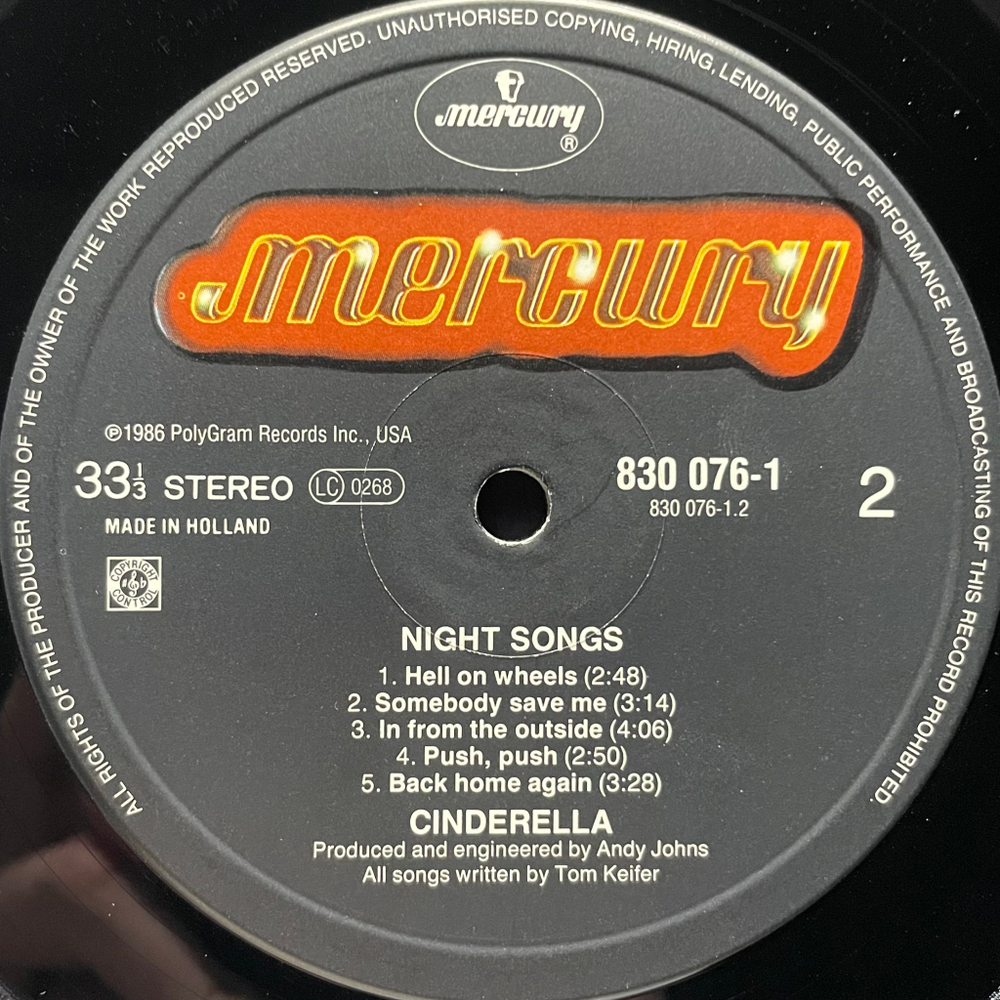 ALL RIGHTS OF THE PRODUCER AND OF THE OWNER OF THE WORK REPRODUCED RESERVED. UNAUTHORISED COPYING, HIRING, LENDING, PUBLIC PERFORMANCE AND BROADCASTING OF THIS RECORD PROHIBITED.
mercury
®
mercury
℗1986 PolyGram Records Inc., USA
33⅓ STEREO LC 0268
MADE IN HOLLAND
830 076-1
830 076-1.2
2
COPYRIGHT
CONTROL
NIGHT SONGS
1. Hell on wheels (2:48)
2. Somebody save me (3:14)
3. In from the outside (4:06)
4. Push, push (2:50)
5. Back home again (3:28)
CINDERELLA
Produced and engineered by Andy Johns
All songs written by Tom Keifer